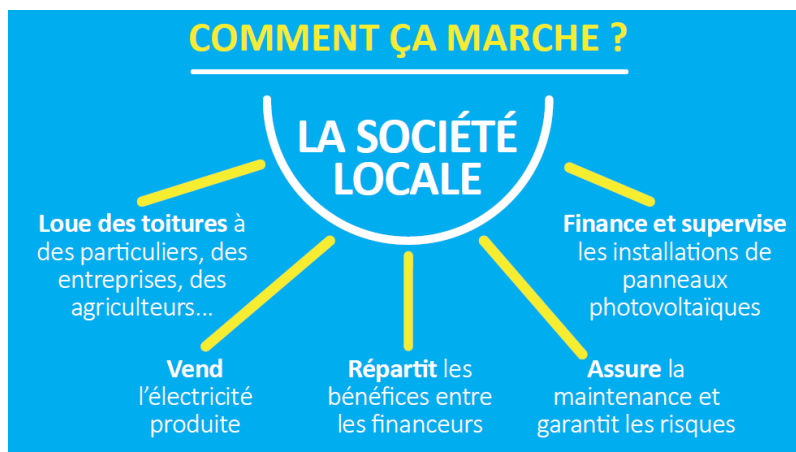 COMMENT ÇA MARCHE ?
LA SOCIÉTÉ
LOCALE
Loue des toitures à
des particuliers, des
entreprises, des
agriculteurs...
Finance et supervise
les installations de
panneaux
photovoltaïques
Vend
l’électricité
produite
Répartit les
bénéfices entre
les financeurs
Assure la
maintenance et
garantit les risques